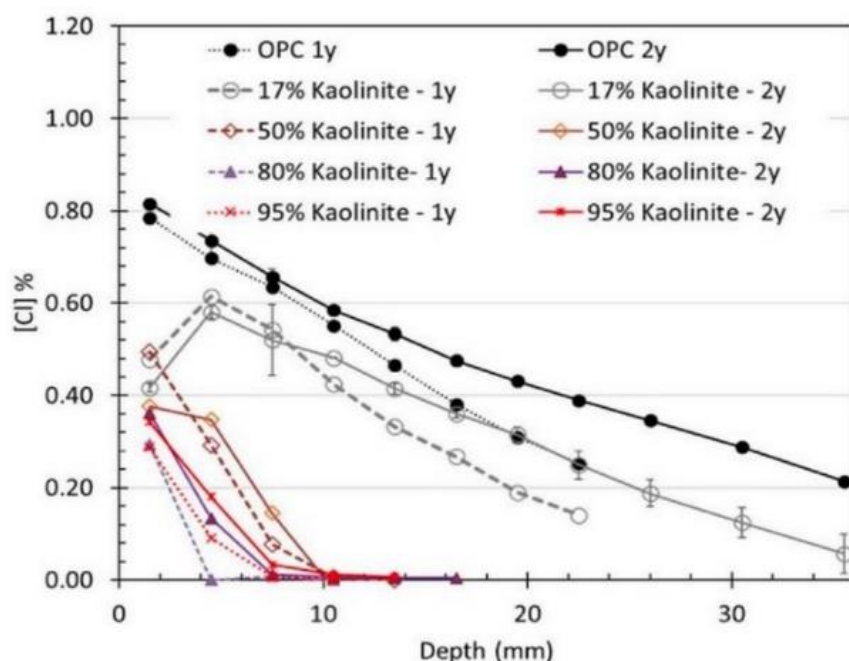 1.20
OPC 1y OPC 2y
17% Kaolinite - 1y 17% Kaolinite - 2y
1.00
50% Kaolinite - 1y 50% Kaolinite - 2y
80% Kaolinite- 1y 80% Kaolinite- 2y
0.80
95% Kaolinite - 1y 95% Kaolinite - 2y
[Cl] %
0.60
0.40
0.20
0.00
0 10 20 30
Depth (mm)